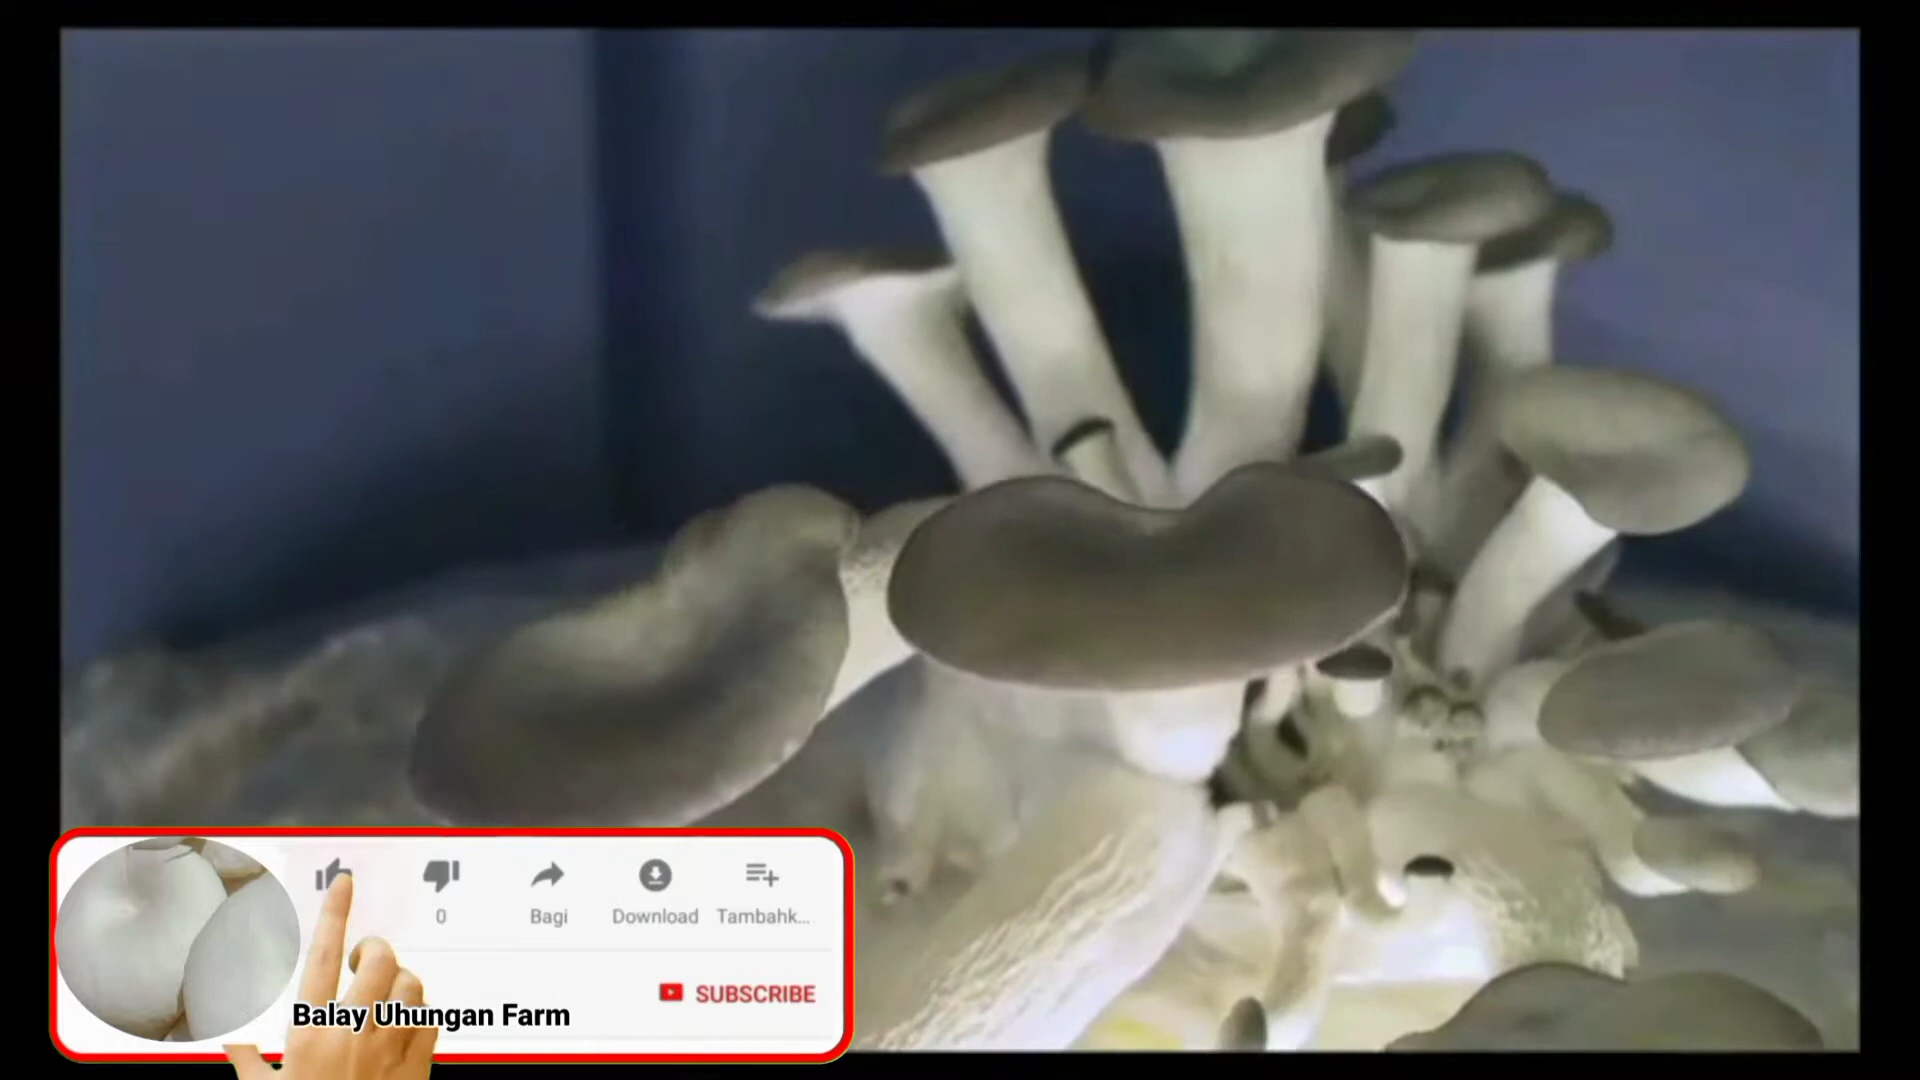 0
Bagi
Download
Tambahk...
SUBSCRIBE
Balay Uhungan Farm